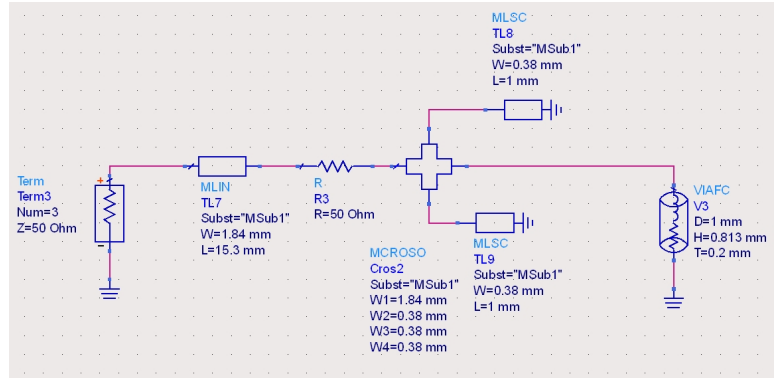 MLSC
TL8
Subst="MSub1"
W=0.38 mm
L=1 mm
Term
Term3
Num=3
Z=50 Ohm
+
-
MLIN
TL7
Subst="MSub1"
W=1.84 mm
L=15.3 mm
R
R3
R=50 Ohm
MCROSO
Cros2
Subst="MSub1"
W1=1.84 mm
W2=0.38 mm
W3=0.38 mm
W4=0.38 mm
MLSC
TL9
Subst="MSub1"
W=0.38 mm
L=1 mm
VIAFC
V3
D=1 mm
H=0.813 mm
T=0.2 mm